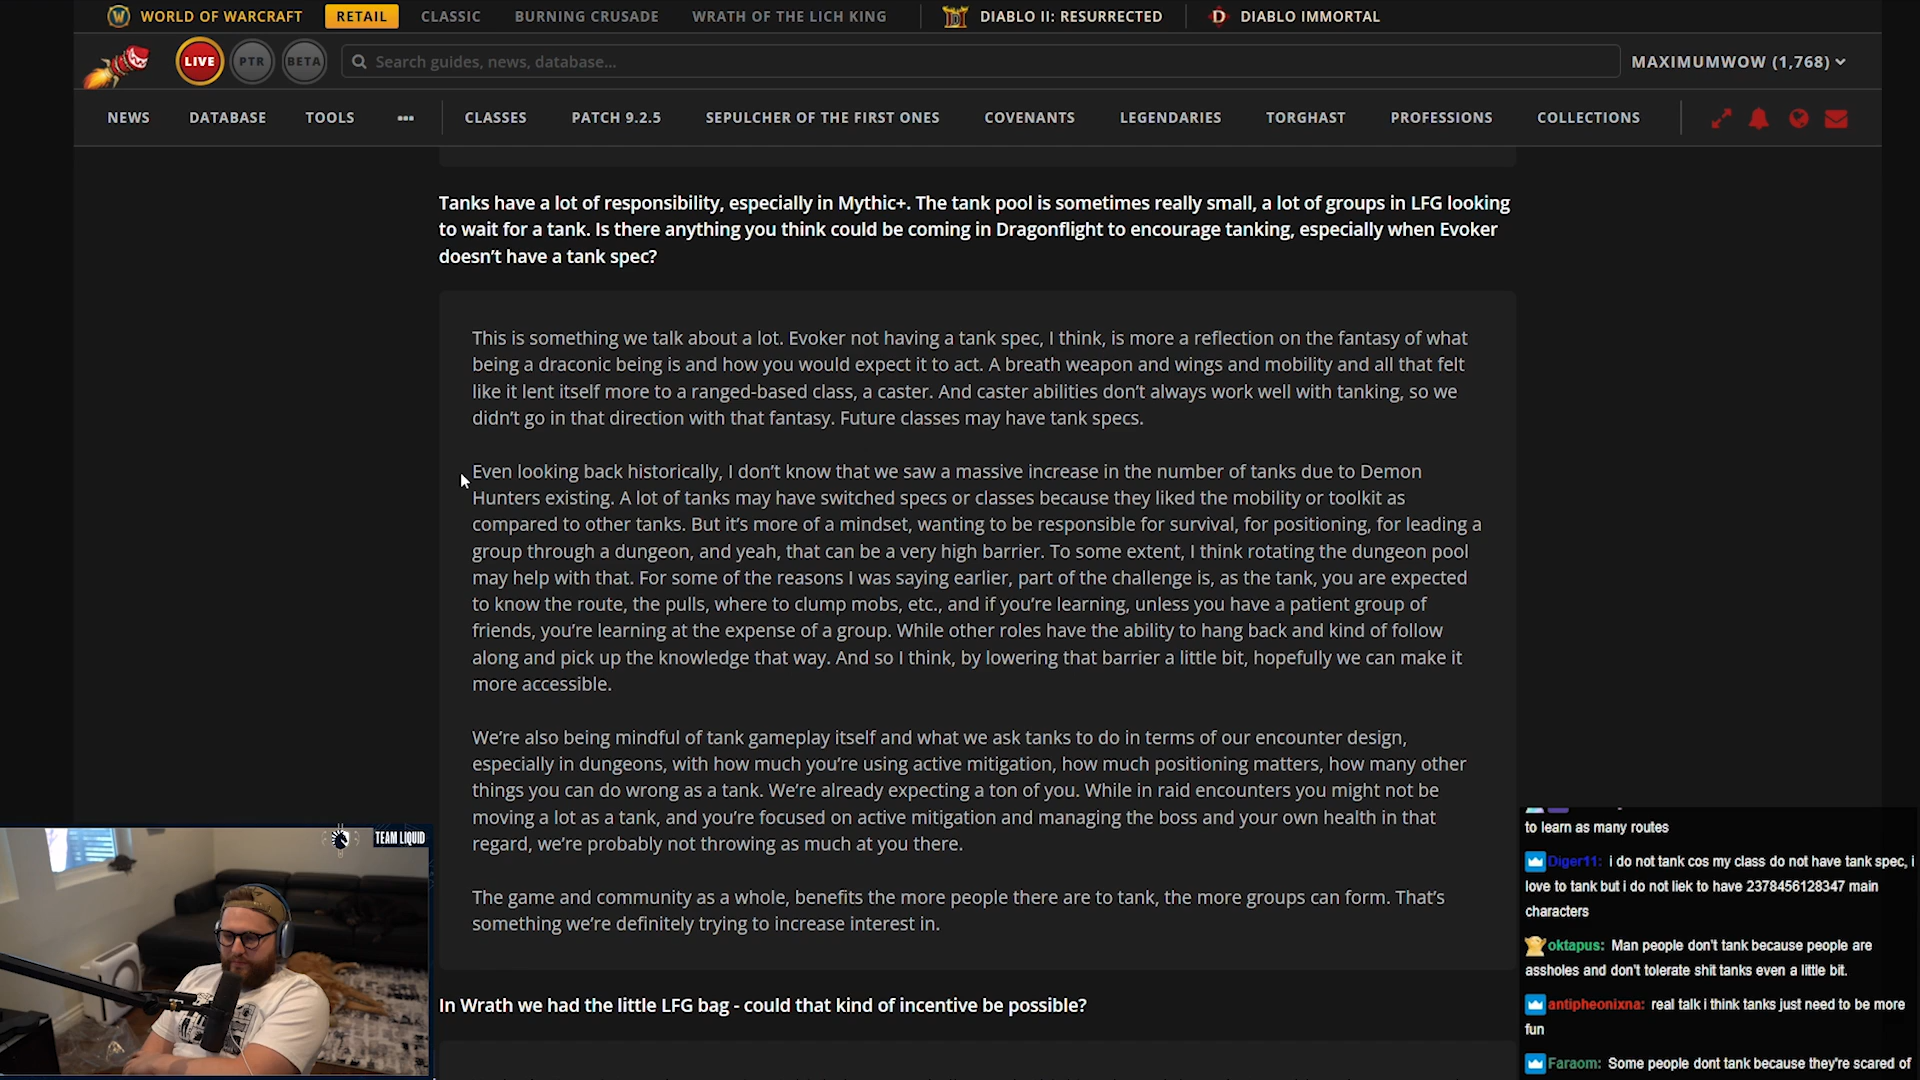 WORLD OF WARCRAFT RETAIL CLASSIC BURNING CRUSADE WRATH OF THE LICH KING DIABLO II: RESURRECTED DIABLO IMMORTAL
LIVE PTR BETA Search guides, news, database... MAXIMUMWOW (1,768)
NEWS DATABASE TOOLS ••• CLASSES PATCH 9.2.5 SEPULCHER OF THE FIRST ONES COVENANTS LEGENDARIES TORGHAST PROFESSIONS COLLECTIONS
Tanks have a lot of responsibility, especially in Mythic+. The tank pool is sometimes really small, a lot of groups in LFG looking
to wait for a tank. Is there anything you think could be coming in Dragonflight to encourage tanking, especially when Evoker
doesn't have a tank spec?
This is something we talk about a lot. Evoker not having a tank spec, I think, is more a reflection on the fantasy of what
being a draconic being is and how you would expect it to act. A breath weapon and wings and mobility and all that felt
like it lent itself more to a ranged-based class, a caster. And caster abilities don't always work well with tanking, so we
didn't go in that direction with that fantasy. Future classes may have tank specs.
Even looking back historically, I don't know that we saw a massive increase in the number of tanks due to Demon
Hunters existing. A lot of tanks may have switched specs or classes because they liked the mobility or toolkit as
compared to other tanks. But it's more of a mindset, wanting to be responsible for survival, for positioning, for leading a
group through a dungeon, and yeah, that can be a very high barrier. To some extent, I think rotating the dungeon pool
may help with that. For some of the reasons I was saying earlier, part of the challenge is, as the tank, you are expected
to know the route, the pulls, where to clump mobs, etc., and if you're learning, unless you have a patient group of
friends, you're learning at the expense of a group. While other roles have the ability to hang back and kind of follow
along and pick up the knowledge that way. And so I think, by lowering that barrier a little bit, hopefully we can make it
more accessible.
We're also being mindful of tank gameplay itself and what we ask tanks to do in terms of our encounter design,
especially in dungeons, with how much you're using active mitigation, how much positioning matters, how many other
things you can do wrong as a tank. We're already expecting a ton of you. While in raid encounters you might not be
moving a lot as a tank, and you're focused on active mitigation and managing the boss and your own health in that
regard, we're probably not throwing as much at you there.
The game and community as a whole, benefits the more people there are to tank, the more groups can form. That's
something we're definitely trying to increase interest in.
In Wrath we had the little LFG bag - could that kind of incentive be possible?
TEAM LIQUID
to learn as many routes
Diger11: i do not tank cos my class do not have tank spec, i
love to tank but i do not liek to have 2378456128347 main
characters
oktapus: Man people don't tank because people are
assholes and don't tolerate shit tanks even a little bit.
antipheonixna: real talk i think tanks just need to be more
fun
Faraom: Some people dont tank because they're scared of